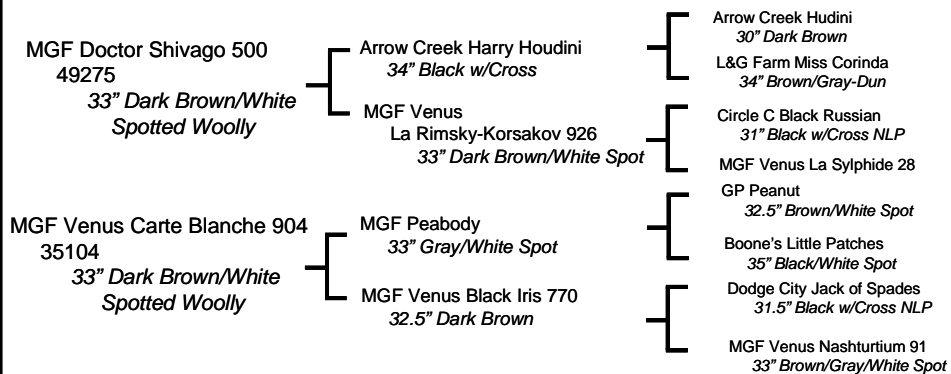 MGF Doctor Shivago 500
49275
33” Dark Brown/White
Spotted Woolly
Arrow Creek Harry Houdini
34” Black w/Cross
MGF Venus
La Rimsky-Korsakov 926
33” Dark Brown/White Spot
Arrow Creek Hudini
30” Dark Brown
L&G Farm Miss Corinda
34” Brown/Gray-Dun
Circle C Black Russian
31” Black w/Cross NLP
MGF Venus La Sylphide 28
MGF Venus Carte Blanche 904
35104
33” Dark Brown/White
Spotted Woolly
MGF Peabody
33” Gray/White Spot
MGF Venus Black Iris 770
32.5” Dark Brown
GP Peanut
32.5” Brown/White Spot
Boone’s Little Patches
35” Black/White Spot
Dodge City Jack of Spades
31.5” Black w/Cross NLP
MGF Venus Nashturtium 91
33” Brown/Gray/White Spot